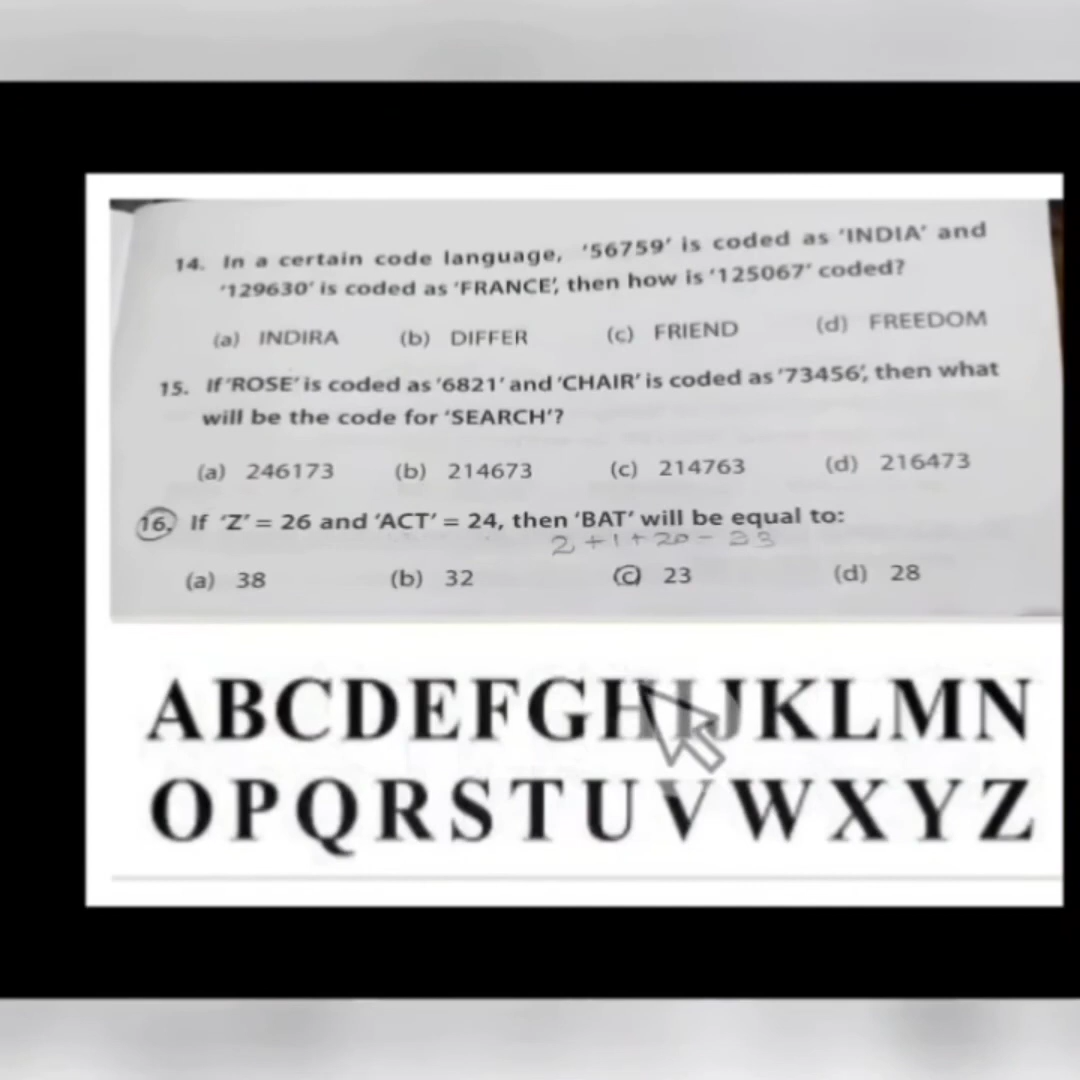 14. In a certain code language, '56759' is coded as 'INDIA' and
'129630' is coded as 'FRANCE', then how is '125067' coded?
(a) INDIRA (b) DIFFER (c) FRIEND (d) FREEDOM
15. If 'ROSE' is coded as '6821' and 'CHAIR' is coded as '73456', then what
will be the code for 'SEARCH'?
(a) 246173 (b) 214673 (c) 214763 (d) 216473
16. If 'Z' = 26 and 'ACT' = 24, then 'BAT' will be equal to:
2 + 1 + 20 - 23
(a) 38 (b) 32 (c) 23 (d) 28
ABCDEFGHIJKLMN
OPQRSTUVWXYZ